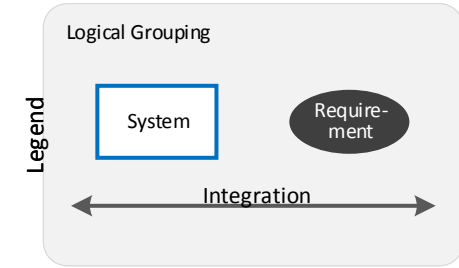 Logical Grouping
Legend
System
Require-
ment
Integration